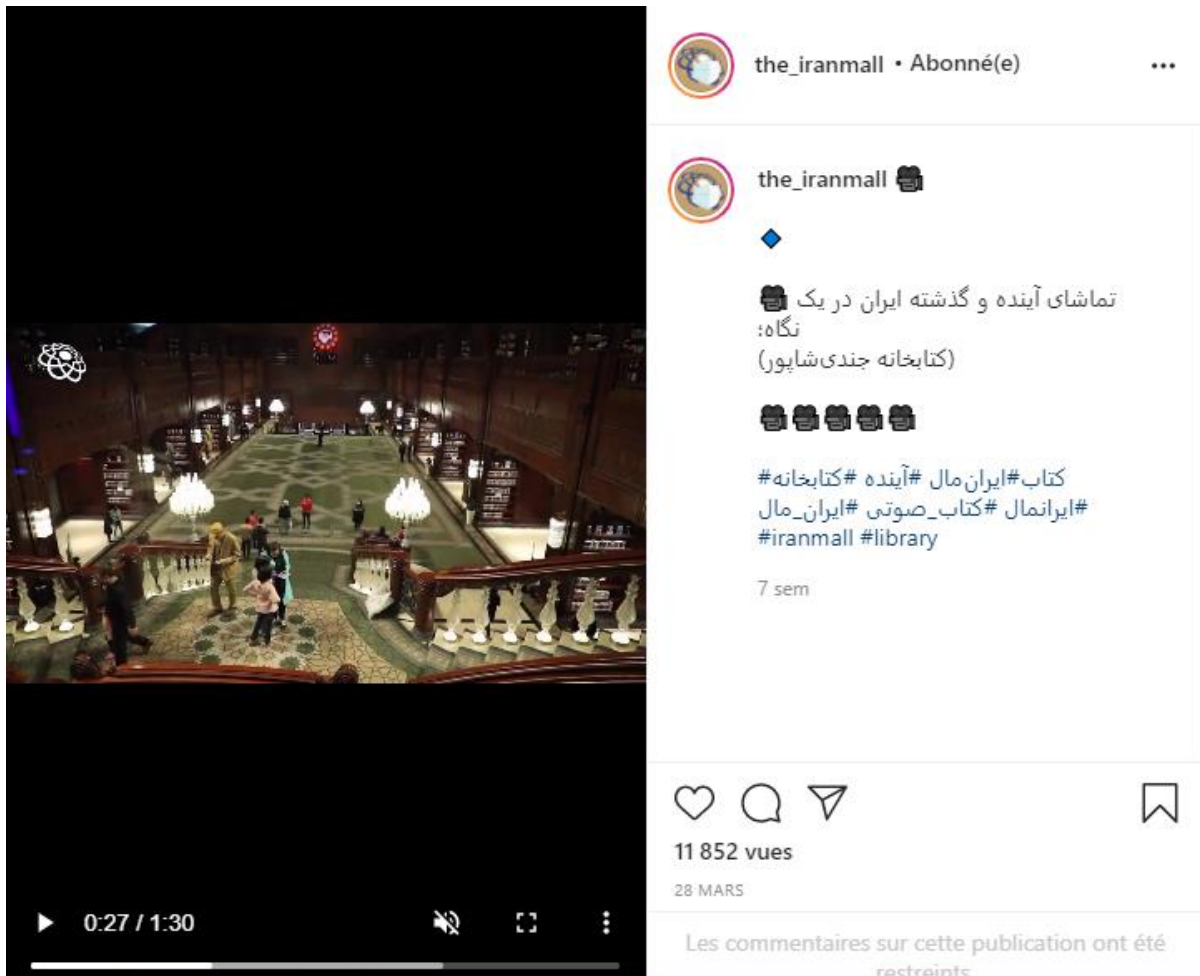 the_iranmall • Abonné(e)
the_iranmall 🎥
🔷
🎥 تماشای آینده و گذشته ایران در یک
نگاه؛
(کتابخانه جندی‌شاپور)
🎥🎥🎥🎥🎥
#کتاب#ایران‌مال #آینده #کتابخانه
#ایرانمال #کتاب_صوتی #ایران_مال
#iranmall #library
7 sem
11 852 vues
28 MARS
Les commentaires sur cette publication ont été
restreints
0:27 / 1:30